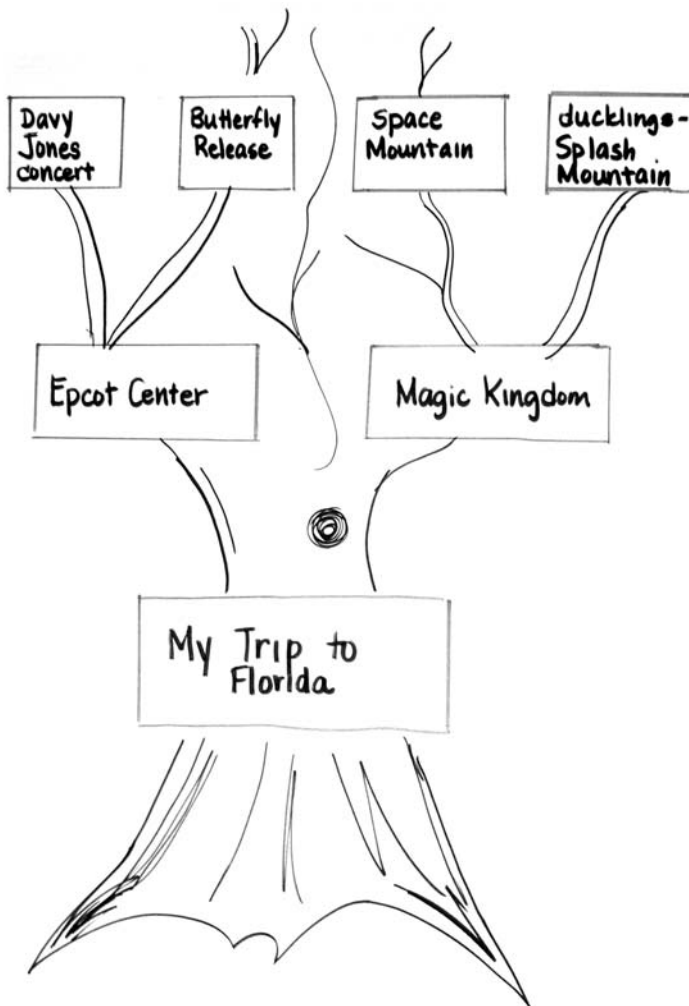 Davy
Jones
concert
Butterfly
Release
Space
Mountain
ducklings-
Splash
Mountain
Epcot Center
Magic Kingdom
My Trip to
Florida